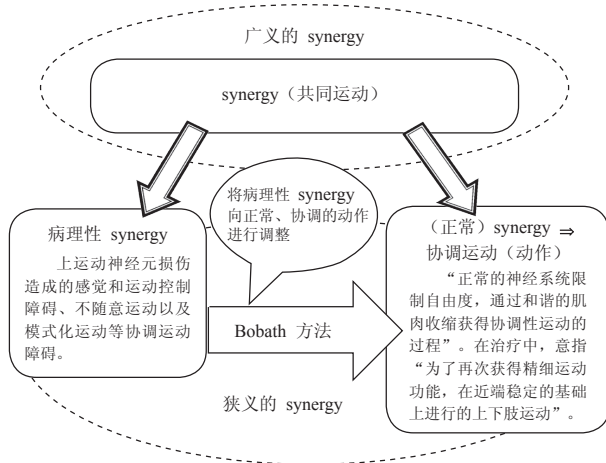 广义的 synergy
synergy（共同运动）
将病理性 synergy
向正常、协调的动作
进行调整
病理性 synergy
上运动神经元损伤
造成的感觉和运动控制
障碍、不随意运动以及
模式化运动等协调运动
障碍。
Bobath 方法
（正常）synergy ⇒
协调运动（动作）
“正常的神经系统限
制自由度，通过和谐的肌
肉收缩获得协调性运动的
过程”。在治疗中，意指
“为了再次获得精细运动
功能，在近端稳定的基础
上进行的上下肢运动”。
狭义的 synergy